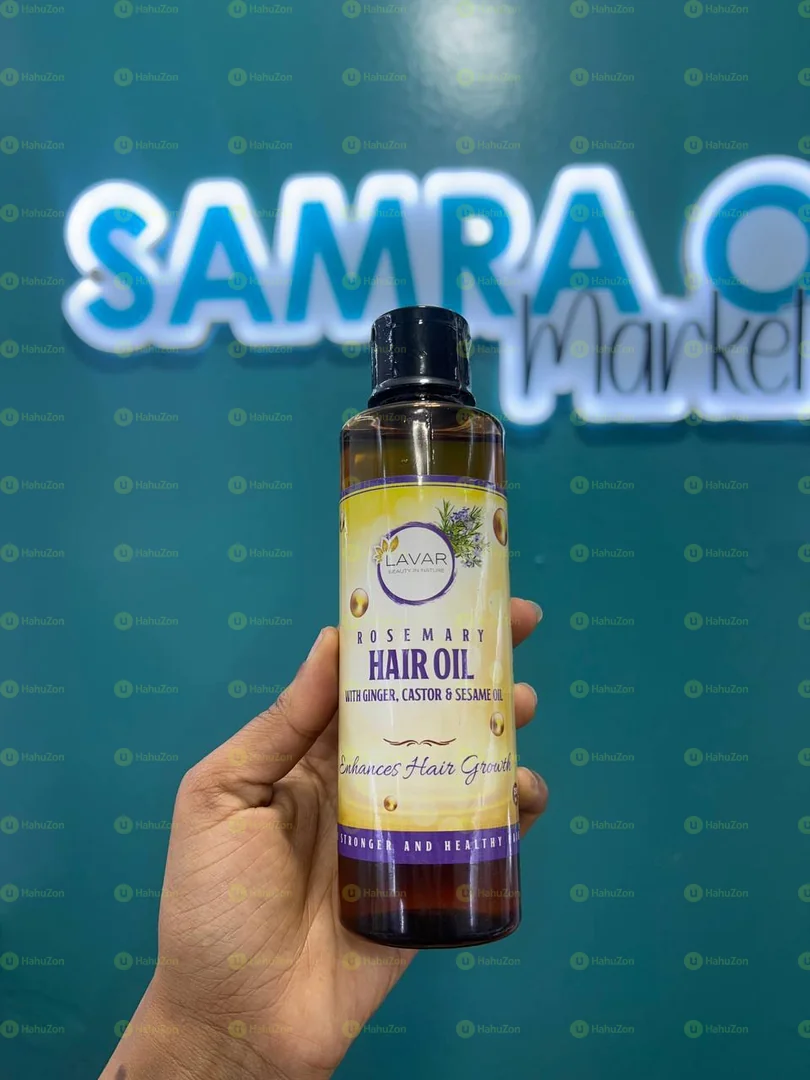 SAMRA O
Market
LAVAR
BEAUTY IN NATURE
ROSEMARY
HAIR OIL
WITH GINGER, CASTOR & SESAME OIL
Enhances Hair Growth
STRONGER AND HEALTHY
HahuZon